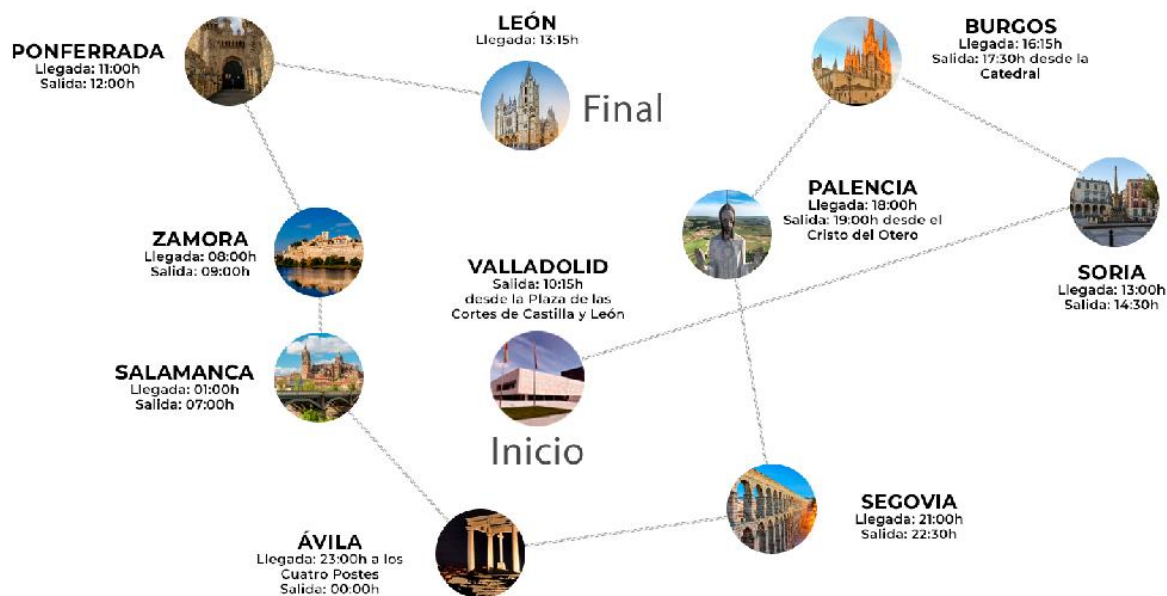 PONFERRADA
Llegada: 11:00h
Salida: 12:00h
LEÓN
Llegada: 13:15h
Final
BURGOS
Llegada: 16:15h
Salida: 17:30h desde la
Catedral
PALENCIA
Llegada: 18:00h
Salida: 19:00h desde el
Cristo del Otero
ZAMORA
Llegada: 08:00h
Salida: 09:00h
VALLADOLID
Salida: 10:15h
desde la Plaza de las
Cortes de Castilla y León
Inicio
SORIA
Llegada: 13:00h
Salida: 14:30h
SALAMANCA
Llegada: 01:00h
Salida: 07:00h
SEGOVIA
Llegada: 21:00h
Salida: 22:30h
ÁVILA
Llegada: 23:00h a los
Cuatro Postes
Salida: 00:00h